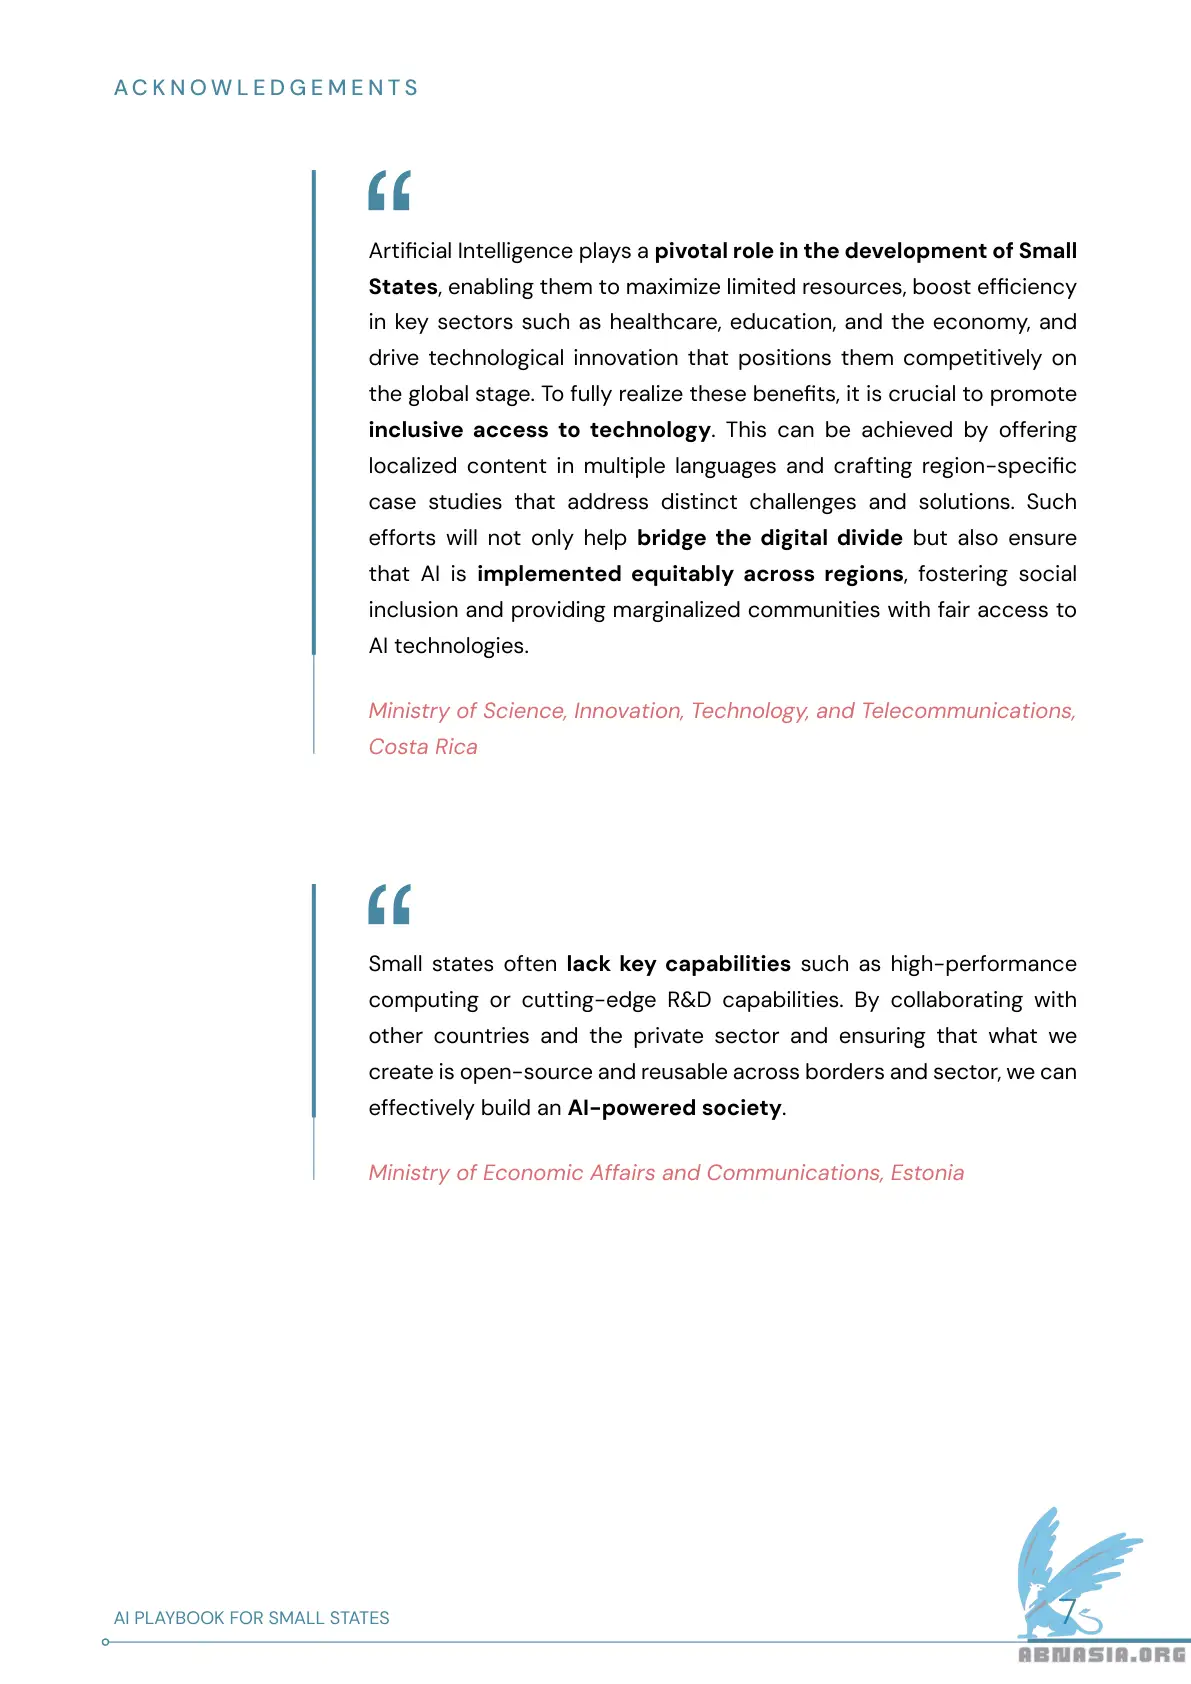 ACKNOWLEDGEMENTS
“
Artificial Intelligence plays a pivotal role in the development of Small
States, enabling them to maximize limited resources, boost efficiency
in key sectors such as healthcare, education, and the economy, and
drive technological innovation that positions them competitively on
the global stage. To fully realize these benefits, it is crucial to promote
inclusive access to technology. This can be achieved by offering
localized content in multiple languages and crafting region-specific
case studies that address distinct challenges and solutions. Such
efforts will not only help bridge the digital divide but also ensure
that AI is implemented equitably across regions, fostering social
inclusion and providing marginalized communities with fair access to
AI technologies.
Ministry of Science, Innovation, Technology, and Telecommunications,
Costa Rica
“
Small states often lack key capabilities such as high-performance
computing or cutting-edge R&D capabilities. By collaborating with
other countries and the private sector and ensuring that what we
create is open-source and reusable across borders and sector, we can
effectively build an AI-powered society.
Ministry of Economic Affairs and Communications, Estonia
AI PLAYBOOK FOR SMALL STATES
7
ABNASIA.ORG